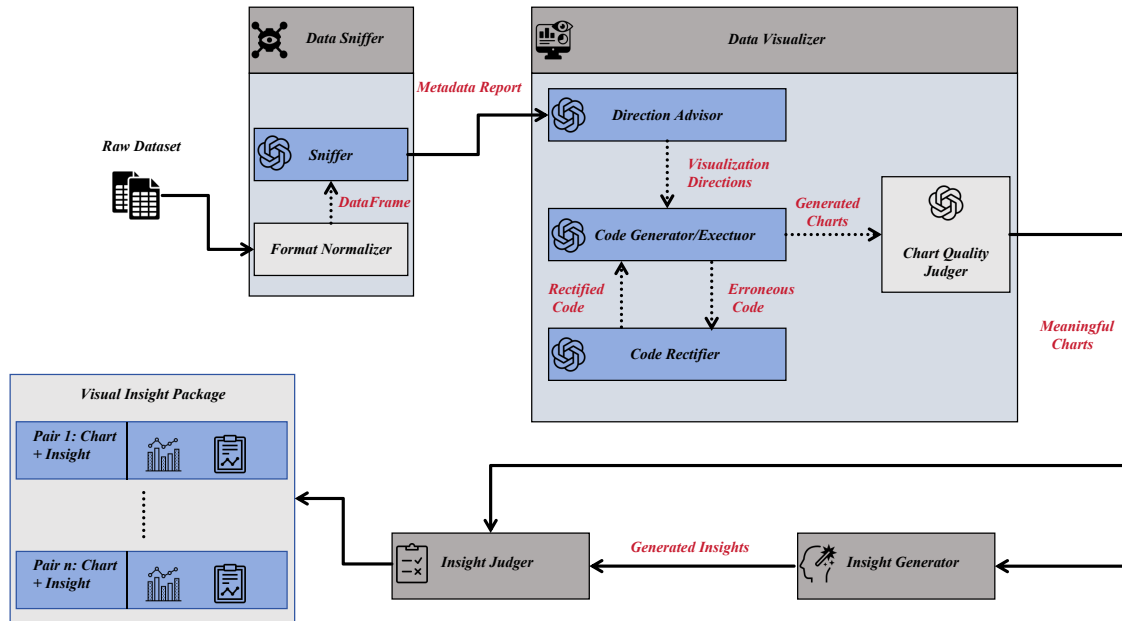 Data Sniffer
Data Visualizer
Metadata Report
Direction Advisor
Raw Dataset
Sniffer
Visualization
Directions
DataFrame
Generated
Charts
Format Normalizer
Code Generator/Exectuor
Chart Quality
Judger
Rectified
Code
Erroneous
Code
Meaningful
Charts
Code Rectifier
Visual Insight Package
Pair 1: Chart
+ Insight
Generated Insights
Insight Judger
Insight Generator
Pair n: Chart
+ Insight